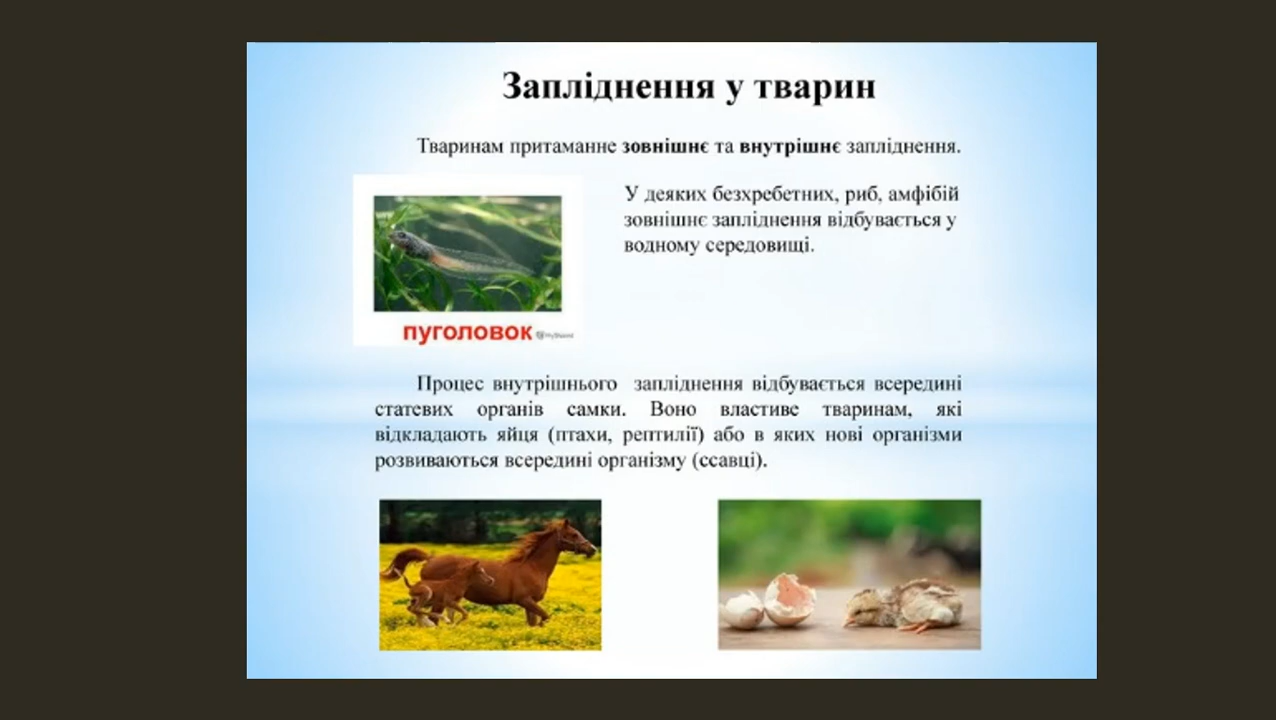 Запліднення у тварин
Тваринам притаманне зовнішнє та внутрішнє запліднення.
У деяких безхребетних, риб, амфібій
зовнішнє запліднення відбувається у
водному середовищі.
пуголовок
Процес внутрішнього запліднення відбувається всередині
статевих органів самки. Воно властиве тваринам, які
відкладають яйця (птахи, рептилії) або в яких нові організми
розвиваються всередині організму (ссавці).